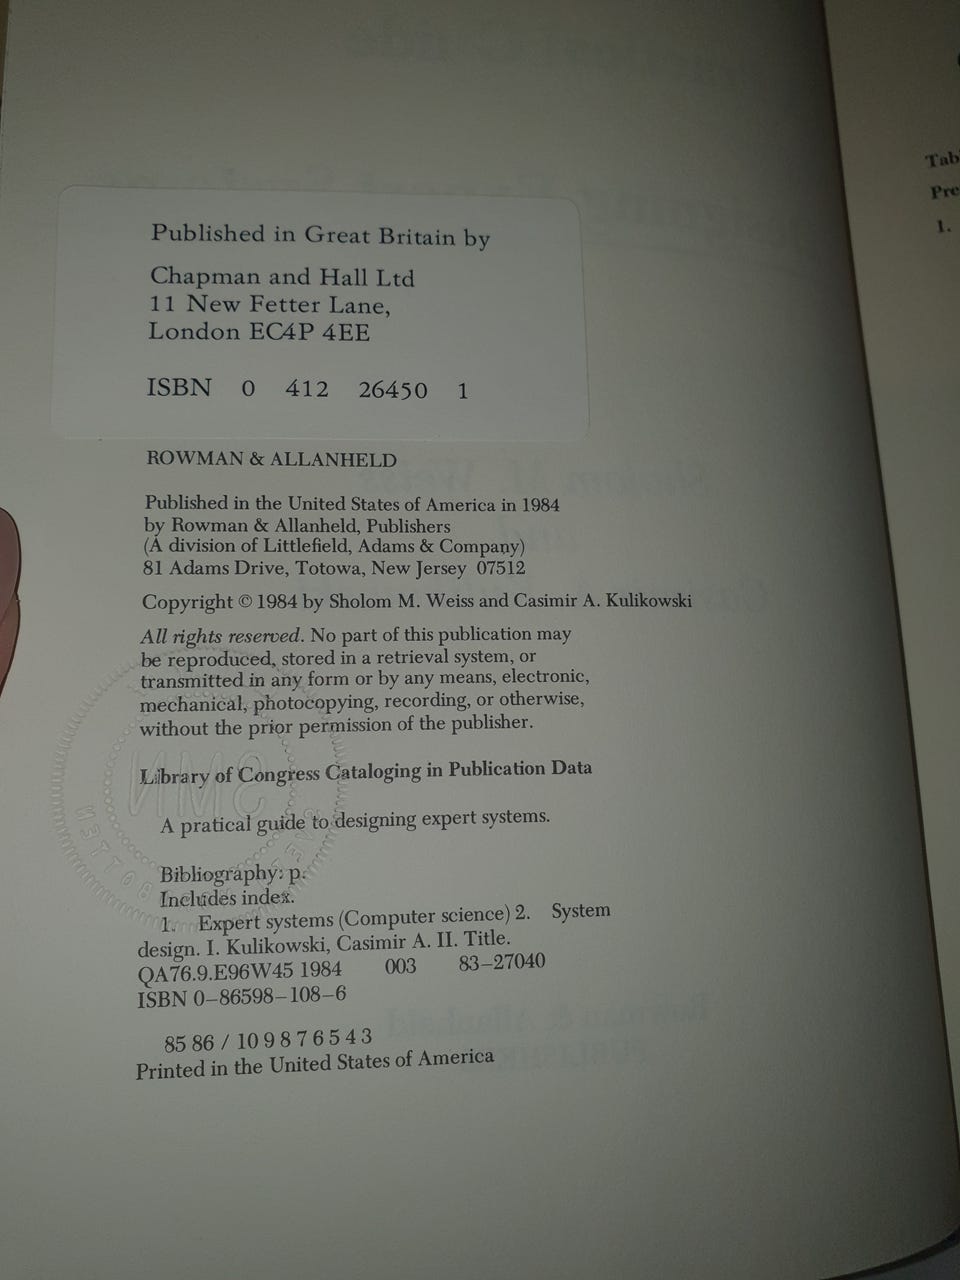 Published in Great Britain by
Chapman and Hall Ltd
11 New Fetter Lane,
London EC4P 4EE
ISBN 0 412 26450 1
ROWMAN & ALLANHELD
Published in the United States of America in 1984
by Rowman & Allanheld, Publishers
(A division of Littlefield, Adams & Company)
81 Adams Drive, Totowa, New Jersey 07512
Copyright © 1984 by Sholom M. Weiss and Casimir A. Kulikowski
All rights reserved. No part of this publication may
be reproduced, stored in a retrieval system, or
transmitted in any form or by any means, electronic,
mechanical, photocopying, recording, or otherwise,
without the prior permission of the publisher.
Library of Congress Cataloging in Publication Data
A pratical guide to designing expert systems.
Bibliography: p.
Includes index.
1. Expert systems (Computer science) 2. System
design. I. Kulikowski, Casimir A. II. Title.
QA76.9.E96W45 1984 003 83–27040
ISBN 0–86598–108–6
85 86 / 10 9 8 7 6 5 4 3
Printed in the United States of America
Tab
Pre
1.